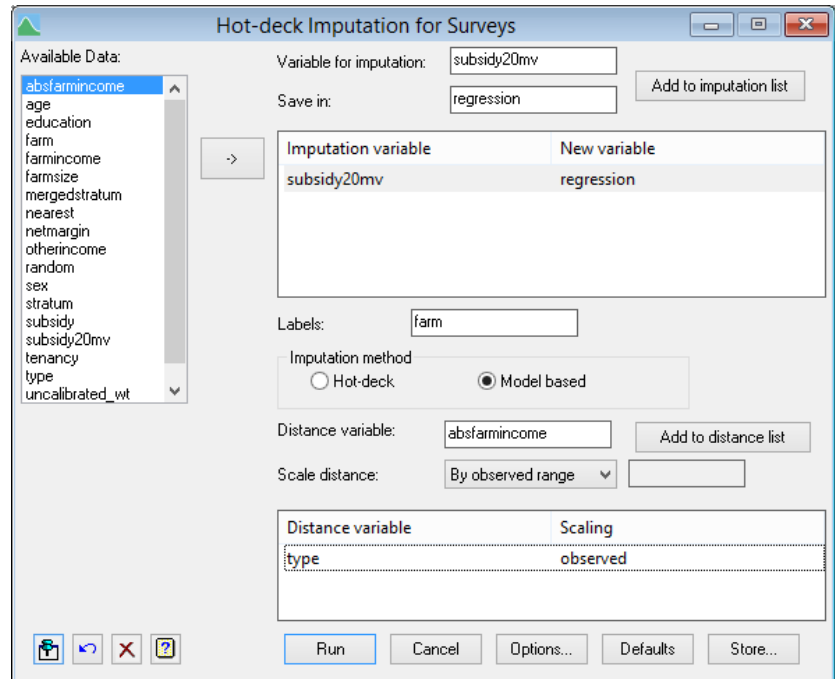 Hot-deck Imputation for Surveys
Available Data:
absfarmincome
age
education
farm
farmincome
farmsize
mergedstratum
nearest
netmargin
otherincome
random
sex
stratum
subsidy
subsidy20mv
tenancy
type
uncalibrated_wt
->
Variable for imputation: subsidy20mv
Save in: regression
Add to imputation list
Imputation variable New variable
subsidy20mv regression
Labels: farm
Imputation method
Hot-deck Model based
Distance variable: absfarmincome Add to distance list
Scale distance: By observed range
Distance variable Scaling
type observed
Run Cancel Options... Defaults Store...